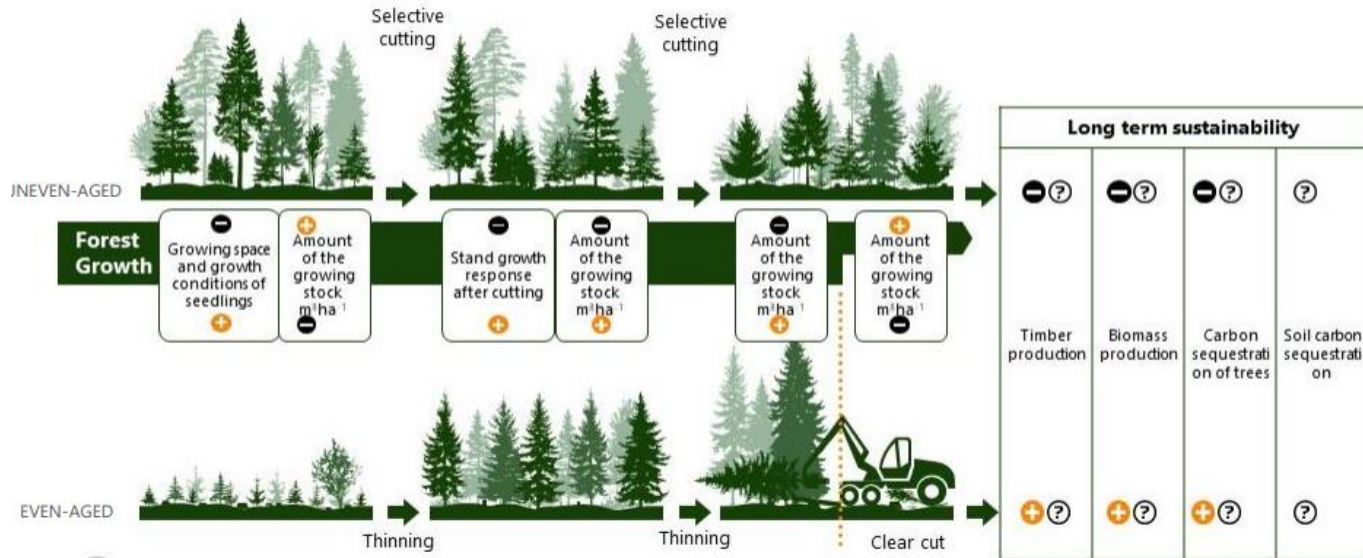 Selective
cutting
Selective
cutting
Long term sustainability
JNEVEN-AGED
? ? ? ?
Forest
Growth
Growing space
and growth
conditions of
seedlings
Amount
of the
growing
stock
m³ha⁻¹
Stand growth
response
after cutting
Amount
of the
growing
stock
m³ha⁻¹
Amount
of the
growing
stock
m³ha⁻¹
Amount
of the
growing
stock
m³ha⁻¹
Timber
production
Biomass
production
Carbon
sequestrati
on of trees
Soil carbon
sequestrati
on
EVEN-AGED
? ? ? ?
Thinning
Thinning
Clear cut